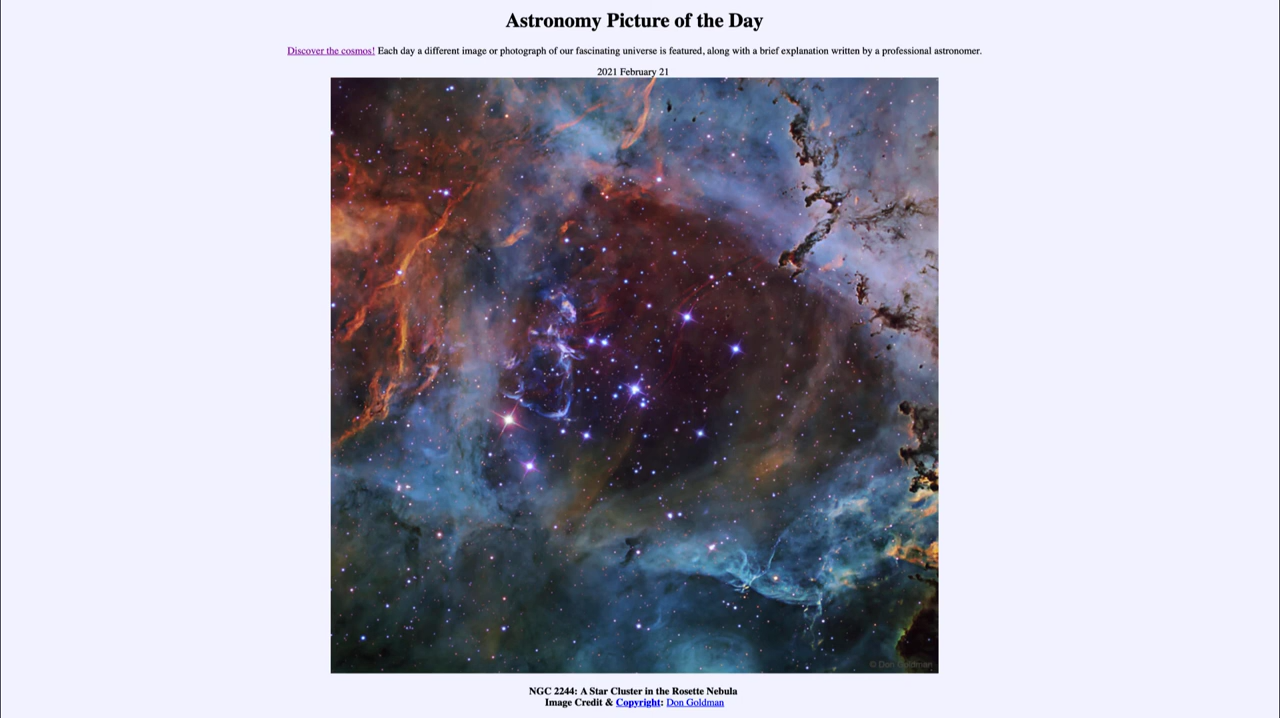 Astronomy Picture of the Day
Discover the cosmos! Each day a different image or photograph of our fascinating universe is featured, along with a brief explanation written by a professional astronomer.
2021 February 21
© Don Goldman
NGC 2244: A Star Cluster in the Rosette Nebula
Image Credit & Copyright: Don Goldman